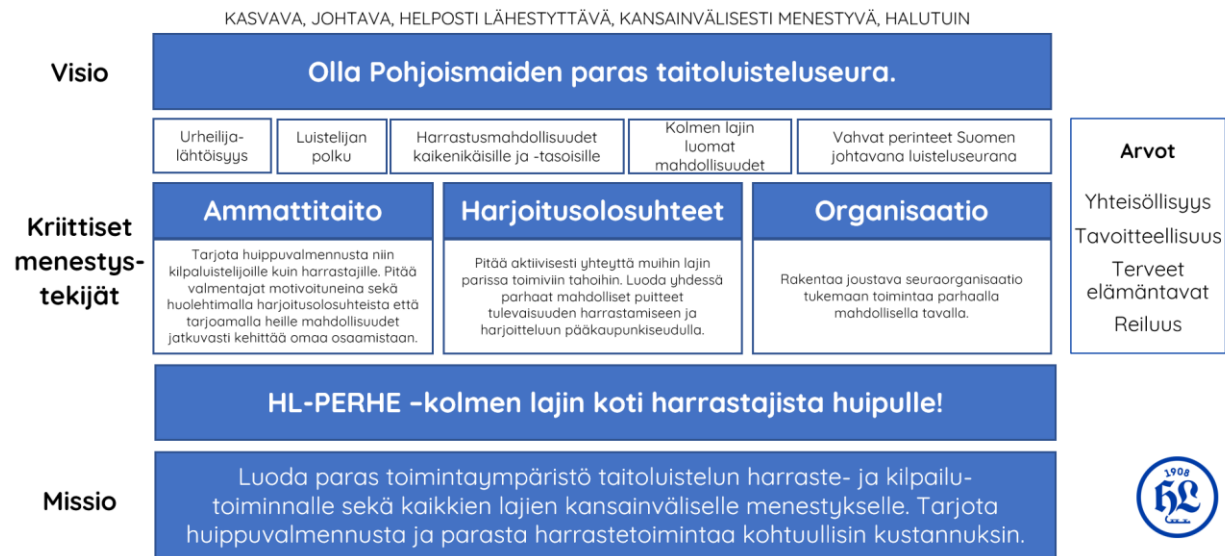 KASVAVA, JOHTAVA, HELPOSTI LÄHESTYTTÄVÄ, KANSAINVÄLISESTI MENESTYVÄ, HALUTUIN
Visio
Olla Pohjoismaiden paras taitoluisteluseura.
Urheilija-
lähtöisyys
Luistelijan
polku
Harrastusmahdollisuudet
kaikenikäisille ja -tasoisille
Kolmen lajin
luomat
mahdollisuudet
Vahvat perinteet Suomen
johtavana luisteluseurana
Kriittiset
menestys-
tekijät
Ammattitaito
Tarjota huippuvalmennusta niin
kilpaluistelijoille kuin harrastajille. Pitää
valmentajat motivoituneina sekä
huolehtimalla harjoitusolosuhteista että
tarjoamalla heille mahdollisuudet
jatkuvasti kehittää omaa osaamistaan.
Harjoitusolosuhteet
Pitää aktiivisesti yhteyttä muihin lajin
parissa toimiviin tahoihin. Luoda yhdessä
parhaat mahdolliset puitteet
tulevaisuuden harrastamiseen ja
harjoitteluun pääkaupunkiseudulla.
Organisaatio
Rakentaa joustava seuraorganisaatio
tukemaan toimintaa parhaalla
mahdollisella tavalla.
Arvot
Yhteisöllisyys
Tavoitteellisuus
Terveet
elämäntavat
Reiluus
HL-PERHE –kolmen lajin koti harrastajista huipulle!
Missio
Luoda paras toimintaympäristö taitoluistelun harraste- ja kilpailu-
toiminnalle sekä kaikkien lajien kansainväliselle menestykselle. Tarjota
huippuvalmennusta ja parasta harrastetoimintaa kohtuullisin kustannuksin.
1908
HL